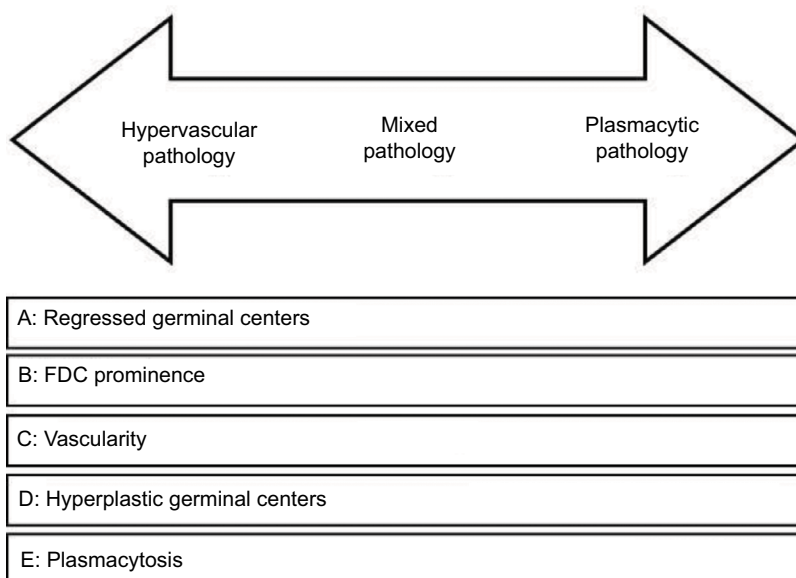 Hypervascular
pathology
Mixed
pathology
Plasmacytic
pathology
A: Regressed germinal centers
B: FDC prominence
C: Vascularity
D: Hyperplastic germinal centers
E: Plasmacytosis